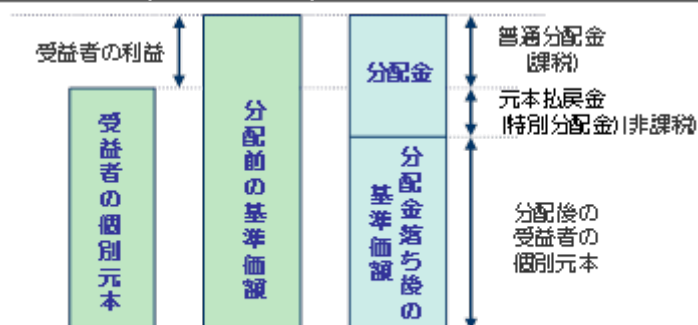 受益者の利益
受益者の個別元本
分配前の基準価額
分配金
分配金落ち後の
基準価額
普通分配金
(課税)
元本払戻金
(特別分配金)(非課税)
分配後の
受益者の
個別元本